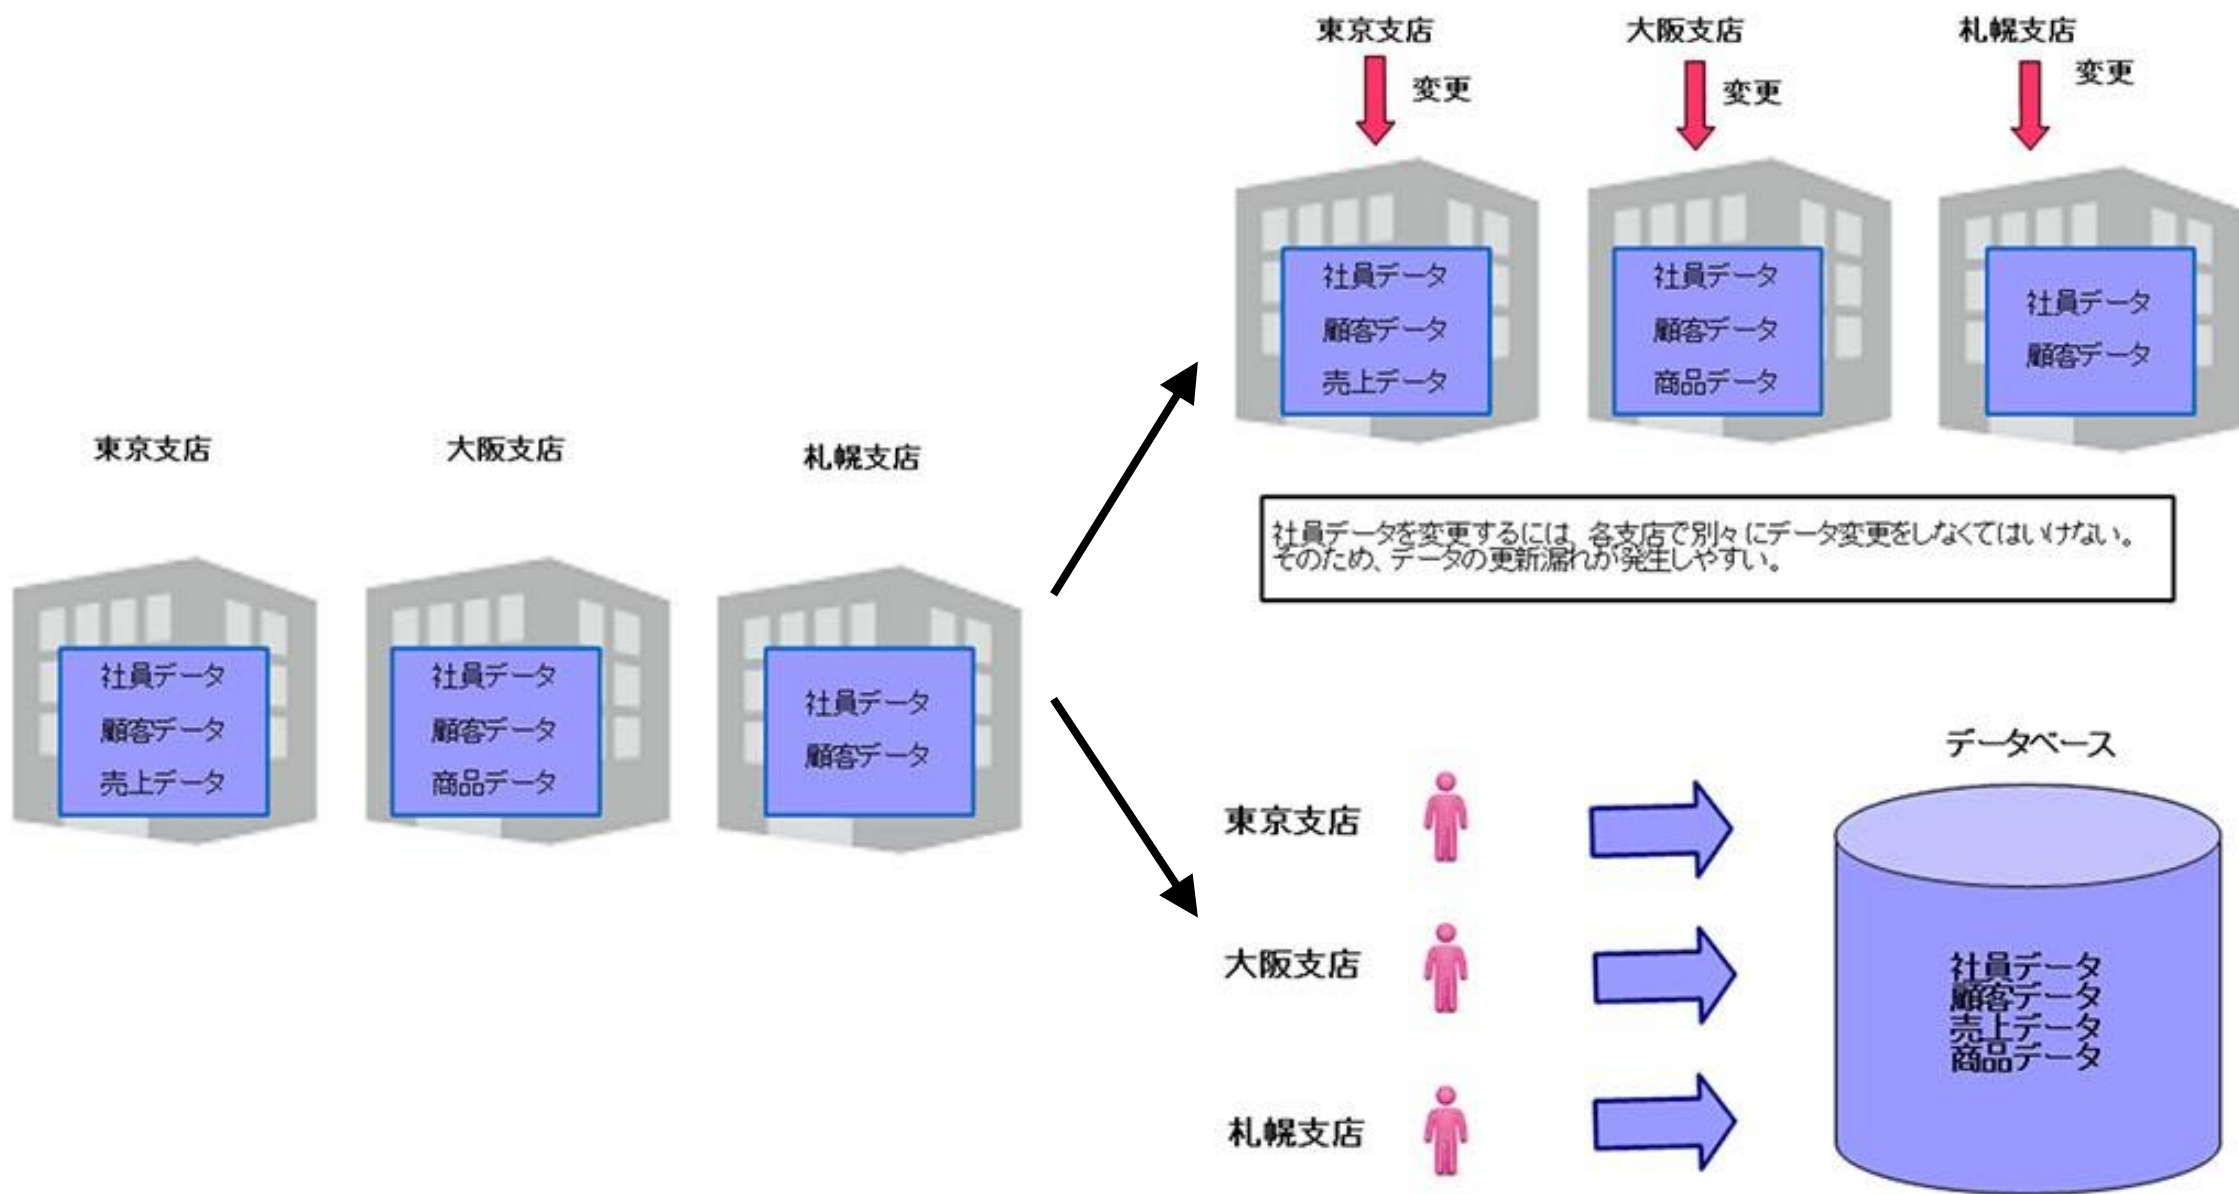 東京支店
大阪支店
札幌支店
社員データ
顧客データ
売上データ
社員データ
顧客データ
商品データ
社員データ
顧客データ
東京支店
大阪支店
札幌支店
変更
変更
変更
社員データ
顧客データ
売上データ
社員データ
顧客データ
商品データ
社員データ
顧客データ
社員データを変更するには、各支店で別々にデータ変更をしなくてはいけない。
そのため、データの更新漏れが発生しやすい。
東京支店
大阪支店
札幌支店
データベース
社員データ
顧客データ
売上データ
商品データ